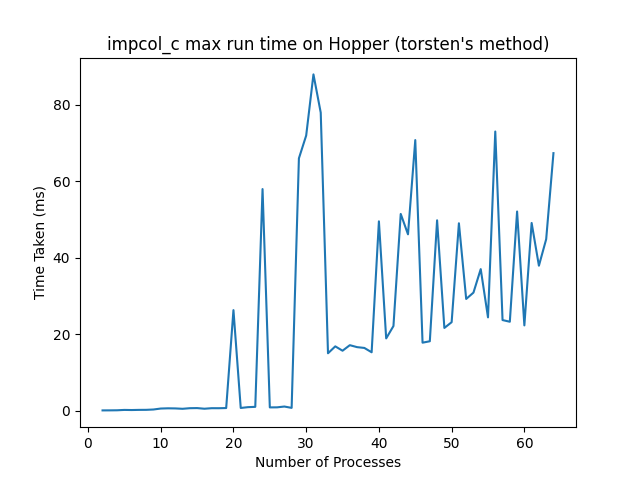 impcol_c max run time on Hopper (torsten's method)
Time Taken (ms)
80
60
40
20
0
0 10 20 30 40 50 60
Number of Processes